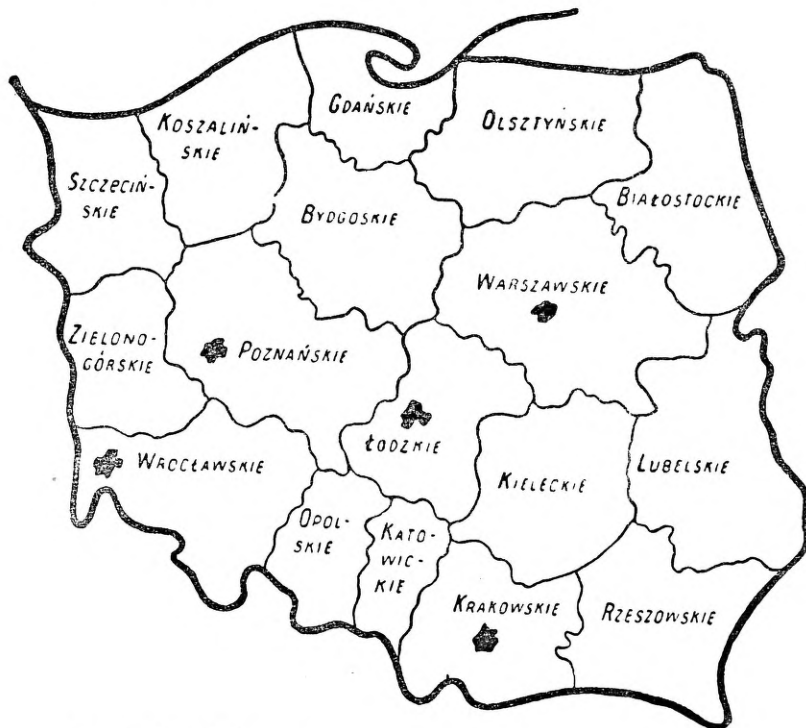 GDAŃSKIE
KOSZALIŃ-
SKIE
OLSZTYŃSKIE
SZCZECIŃ-
SKIE
BYDGOSKIE
BIAŁOSTOCKIE
WARSZAWSKIE
ZIELONO-
GÓRSKIE
POZNAŃSKIE
ŁODZKIE
WROCŁAWSKIE
KIELECKIE
LUBELSKIE
OPOL-
SKIE
KATO-
WIC-
KIE
KRAKOWSKIE
RZESZOWSKIE